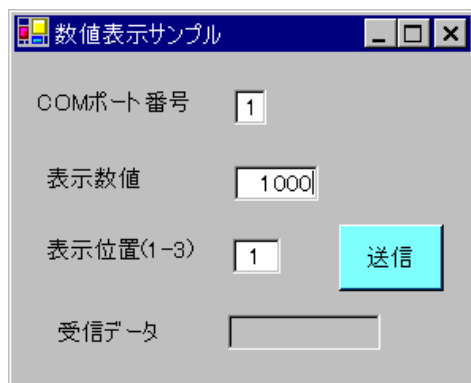 数値表示サンプル
COMポート番号 1
表示数値 1000
表示位置(1-3) 1
送信
受信データ